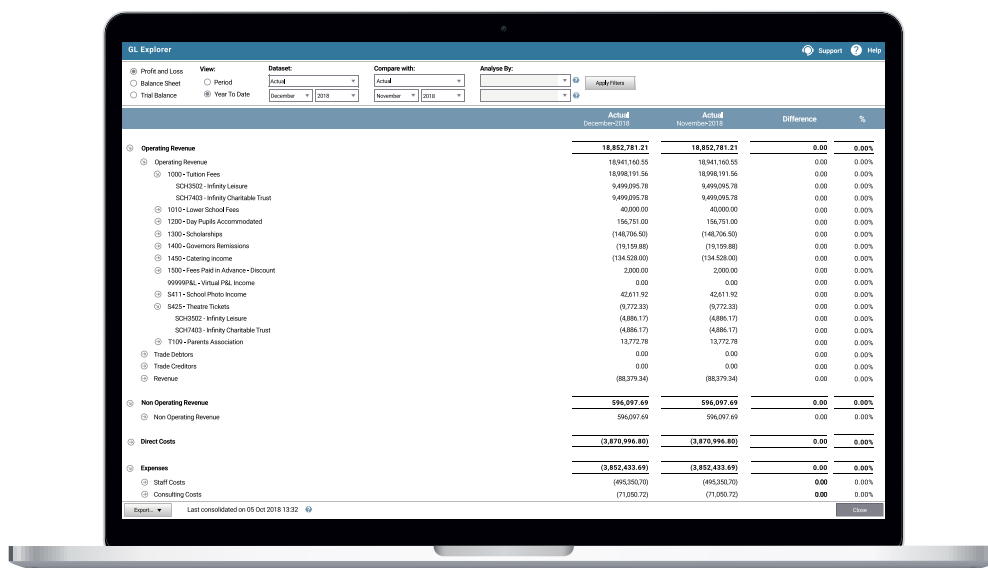 GL Explorer Support ? Help
Profit and Loss View: Dataset: Compare with: Analyse By:
Balance Sheet Period Actual Actual ? Apply Filters
Trial Balance Year To Date December 2018 November 2018 ?
Actual Actual Difference %
December-2018 November-2018
Operating Revenue 18,852,781.21 18,852,781.21 0.00 0.00%
Operating Revenue 18,941,160.55 18,941,160.55 0.00 0.00%
1000 - Tuition Fees 18,998,191.56 18,998,191.56 0.00 0.00%
SCH3502 - Infinity Leisure 9,499,095.78 9,499,095.78 0.00 0.00%
SCH7403 - Infinity Charitable Trust 9,499,095.78 9,499,095.78 0.00 0.00%
1010 - Lower School Fees 40,000.00 40,000.00 0.00 0.00%
1200 - Day Pupils Accommodated 156,751.00 156,751.00 0.00 0.00%
1300 - Scholarships (148,706.50) (148,706.50) 0.00 0.00%
1400 - Governors Remissions (19,159.88) (19,159.88) 0.00 0.00%
1450 - Catering income (134.528.00) (134.528.00) 0.00 0.00%
1500 - Fees Paid in Advance - Discount 2,000.00 2,000.00 0.00 0.00%
99999P&L - Virtual P&L Income 0.00 0.00 0.00 0.00%
S411 - School Photo Income 42,611.92 42,611.92 0.00 0.00%
S425 - Theatre Tickets (9,772.33) (9,772.33) 0.00 0.00%
SCH3502 - Infinity Leisure (4,886.17) (4,886.17) 0.00 0.00%
SCH7403 - Infinity Charitable Trust (4,886.17) (4,886.17) 0.00 0.00%
T109 - Parents Association 13,772.78 13,772.78 0.00 0.00%
Trade Debtors 0.00 0.00 0.00 0.00%
Trade Creditors 0.00 0.00 0.00 0.00%
Revenue (88,379.34) (88,379.34) 0.00 0.00%
Non Operating Revenue 596,097.69 596,097.69 0.00 0.00%
Non Operating Revenue 596,097.69 596,097.69 0.00 0.00%
Direct Costs (3,870,996.80) (3,870,996.80) 0.00 0.00%
Expenses (3,852,433.69) (3,852,433.69) 0.00 0.00%
Staff Costs (495,350,70) (495,350,70) 0.00 0.00%
Consulting Costs (71,050.72) (71,050.72) 0.00 0.00%
Export... Last consolidated on 05 Oct 2018 13:32 ? Close